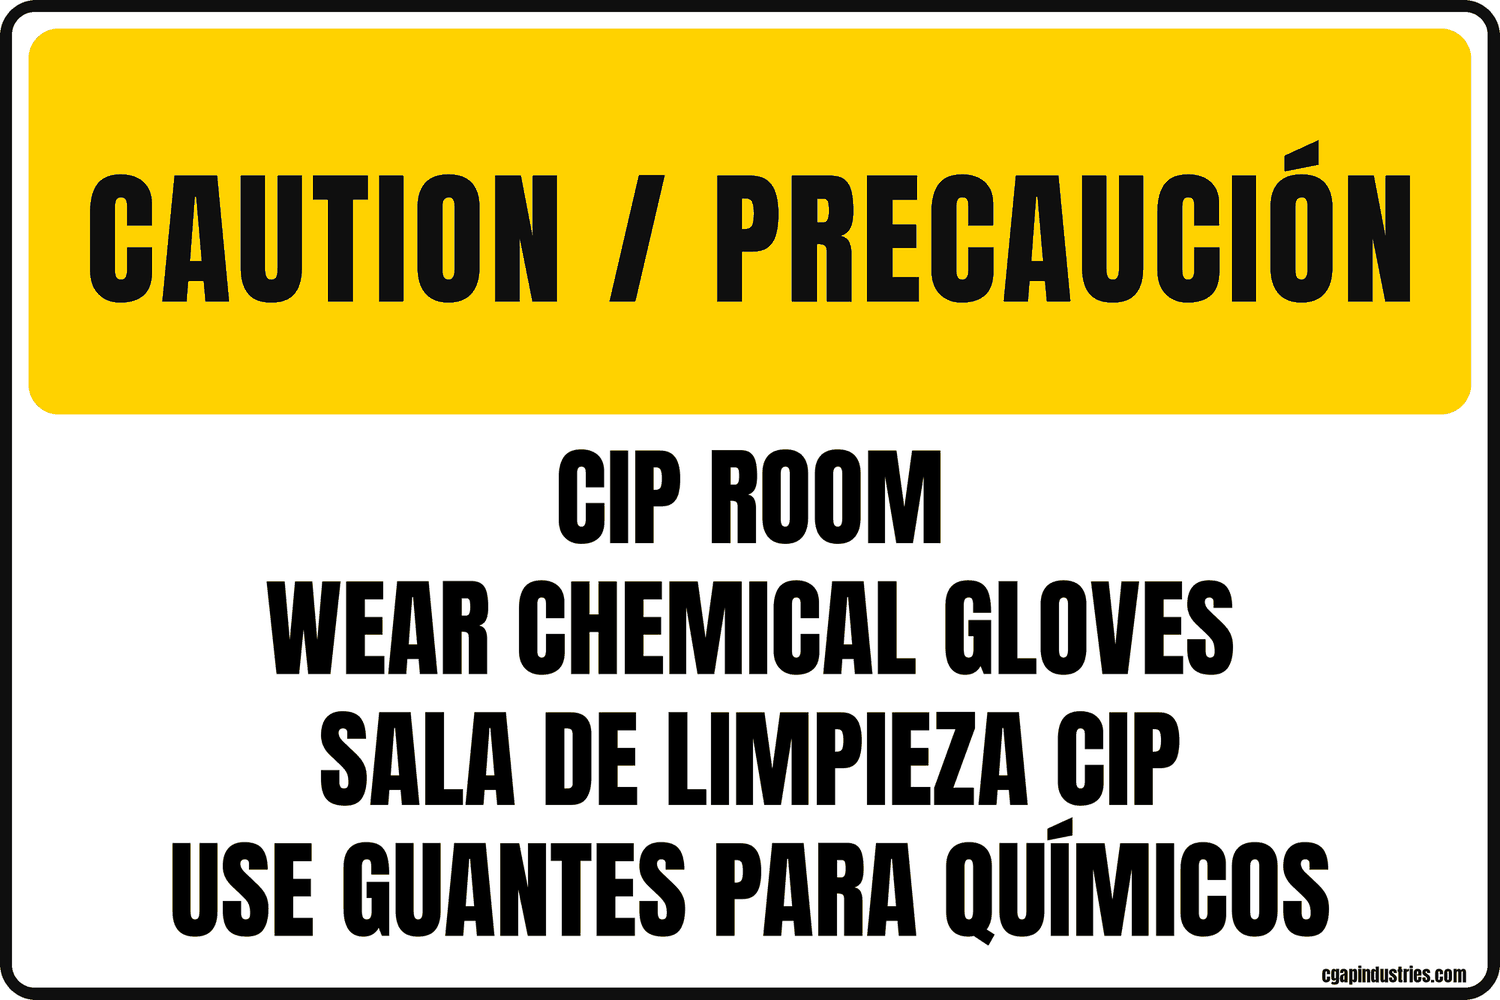 CAUTION / PRECAUCIÓN
CIP ROOM
WEAR CHEMICAL GLOVES
SALA DE LIMPIEZA CIP
USE GUANTES PARA QUÍMICOS
cgapindustries.com